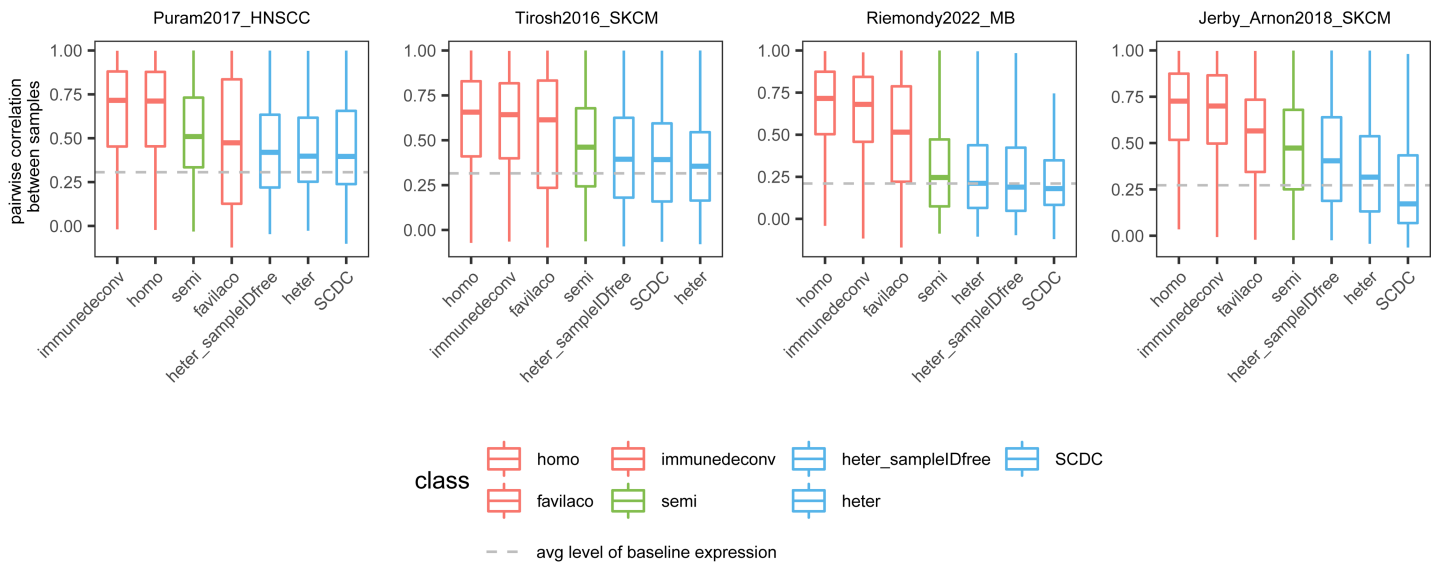 Puram2017_HNSCC
Tirosh2016_SKCM
Riemondy2022_MB
Jerby_Arnon2018_SKCM
pairwise correlation
between samples
1.00
0.75
0.50
0.25
0.00
1.00
0.75
0.50
0.25
0.00
1.00
0.75
0.50
0.25
0.00
1.00
0.75
0.50
0.25
0.00
immunedeconv
homo
semi
favilaco
heter_sampleIDfree
heter
SCDC
homo
immunedeconv
favilaco
semi
heter_sampleIDfree
SCDC
heter
homo
immunedeconv
favilaco
semi
heter
heter_sampleIDfree
SCDC
homo
immunedeconv
favilaco
semi
heter_sampleIDfree
heter
SCDC
class
homo
immunedeconv
heter_sampleIDfree
SCDC
favilaco
semi
heter
avg level of baseline expression